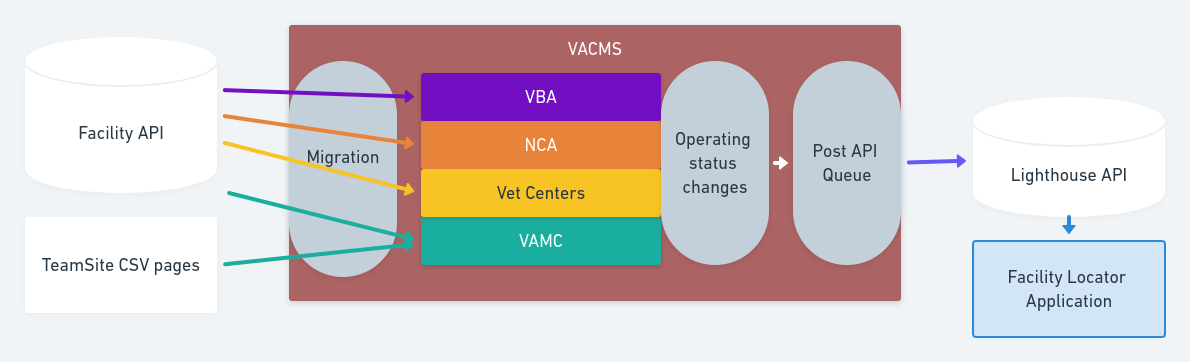 VACMS
Facility API
TeamSite CSV pages
Migration
VBA
NCA
Vet Centers
VAMC
Operating
status
changes
Post API
Queue
Lighthouse API
Facility Locator
Application